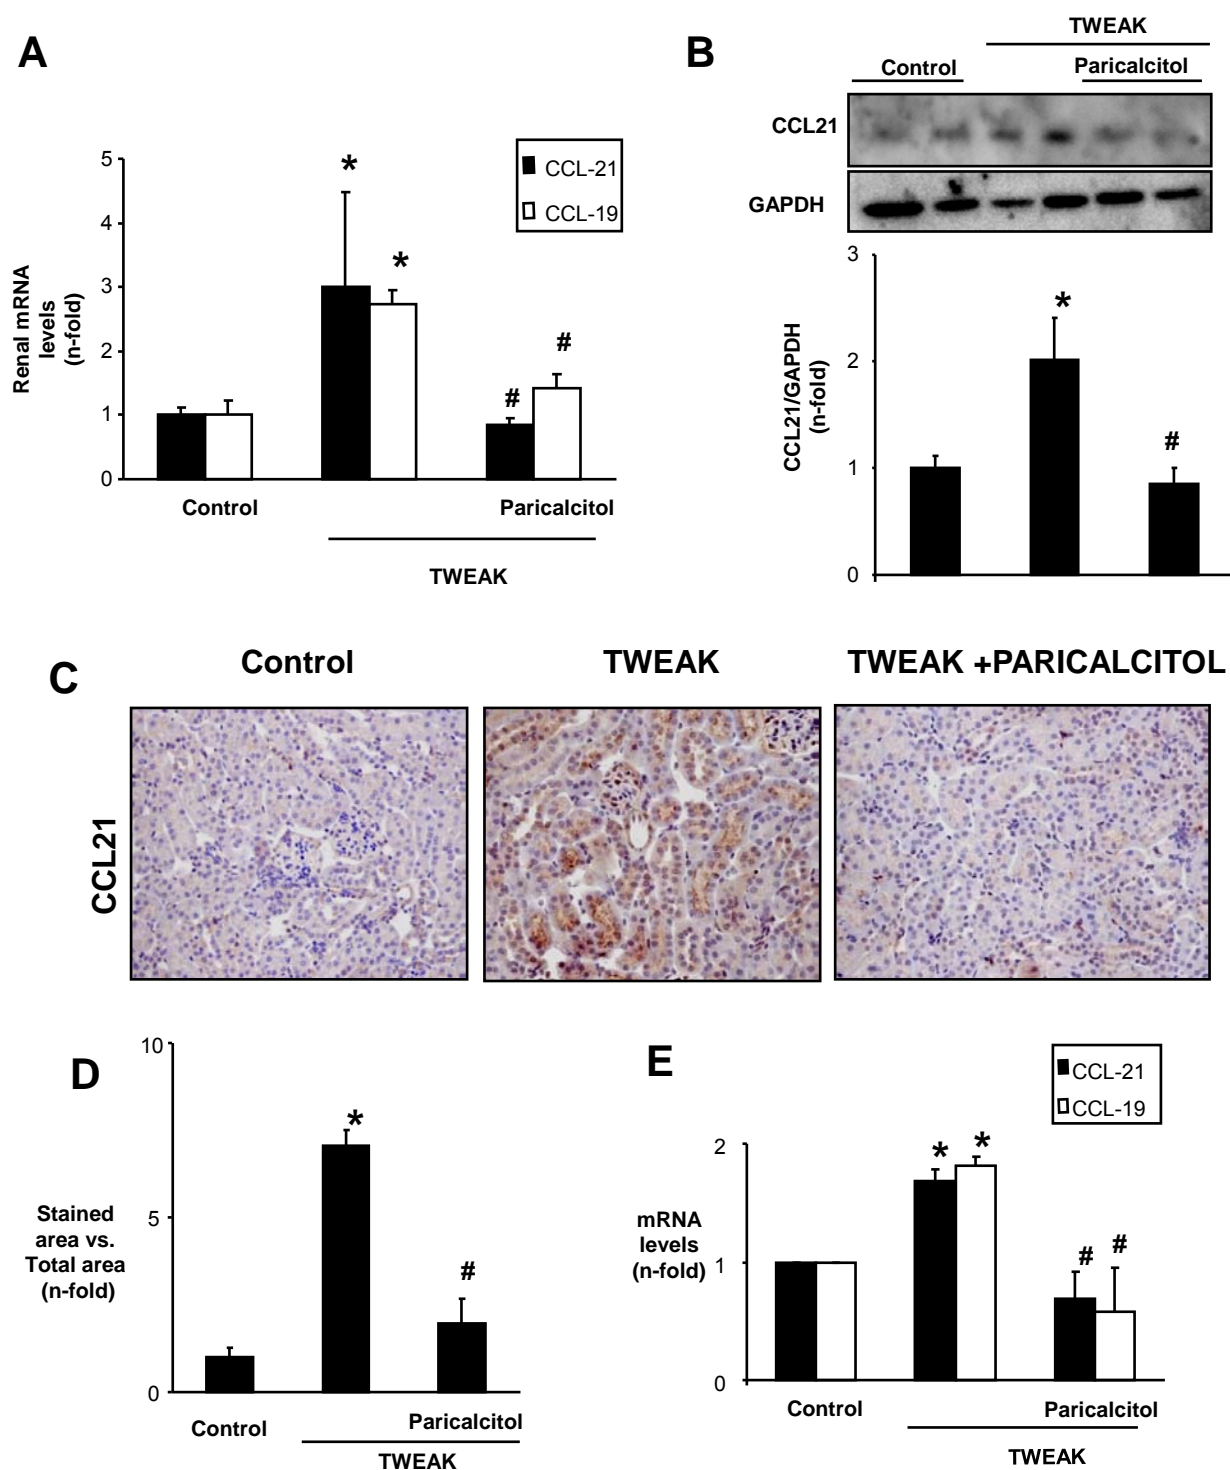 A
5
4
3
2
1
0
Renal mRNA
levels
(n-fold)
*
*
#
#
CCL-21
CCL-19
Control
Paricalcitol
TWEAK
B
TWEAK
Control
Paricalcitol
CCL21
GAPDH
3
2
1
0
CCL21/GAPDH
(n-fold)
*
#
C
Control
TWEAK
TWEAK +PARICALCITOL
CCL21
D
10
5
0
Stained
area vs.
Total area
(n-fold)
*
#
Control
Paricalcitol
TWEAK
E
CCL-21
CCL-19
2
1
0
mRNA
levels
(n-fold)
*
*
#
#
Control
Paricalcitol
TWEAK